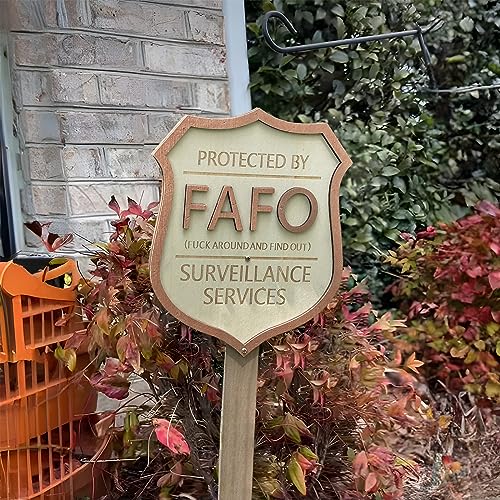 PROTECTED BY
FAFO
(FUCK AROUND AND FIND OUT)
SURVEILLANCE
SERVICES